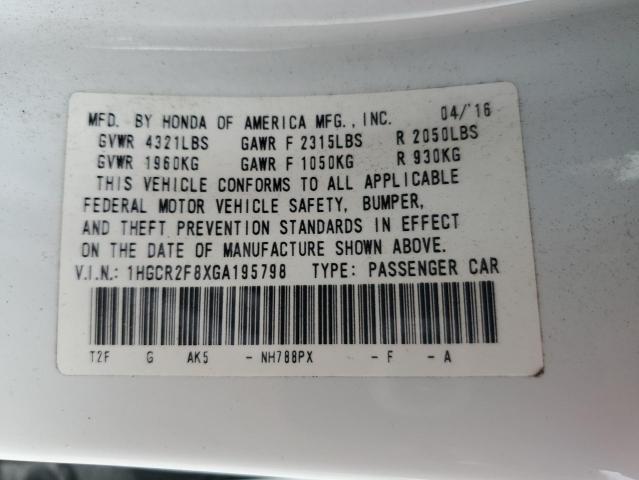 MFD. BY HONDA OF AMERICA MFG., INC. 04/'16
GVWR 4321LBS GAWR F 2315LBS R 2050LBS
GVWR 1960KG GAWR F 1050KG R 930KG
THIS VEHICLE CONFORMS TO ALL APPLICABLE
FEDERAL MOTOR VEHICLE SAFETY, BUMPER,
AND THEFT PREVENTION STANDARDS IN EFFECT
ON THE DATE OF MANUFACTURE SHOWN ABOVE.
V.I.N.: 1HGCR2F8XGA195798 TYPE: PASSENGER CAR
T2F G AK5 - NH788PX - F - A